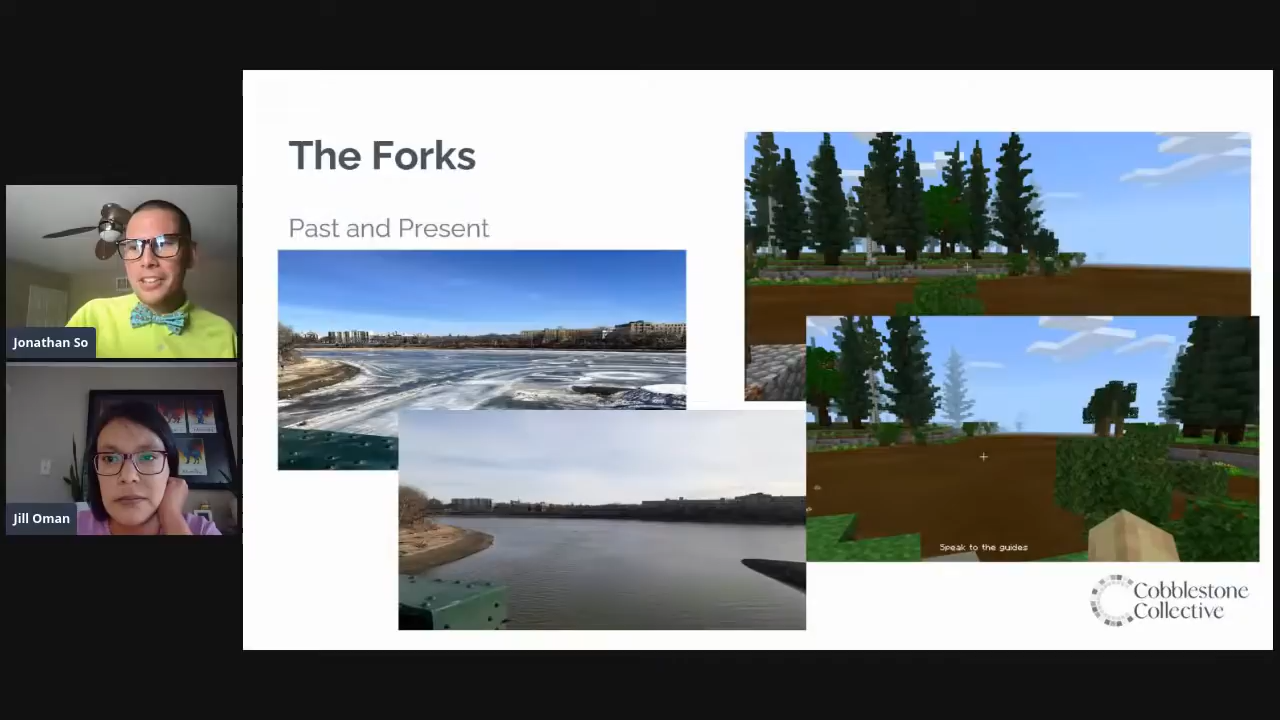 The Forks
Past and Present
Jonathan So
Jill Oman
Speak to the guides
Cobblestone
Collective